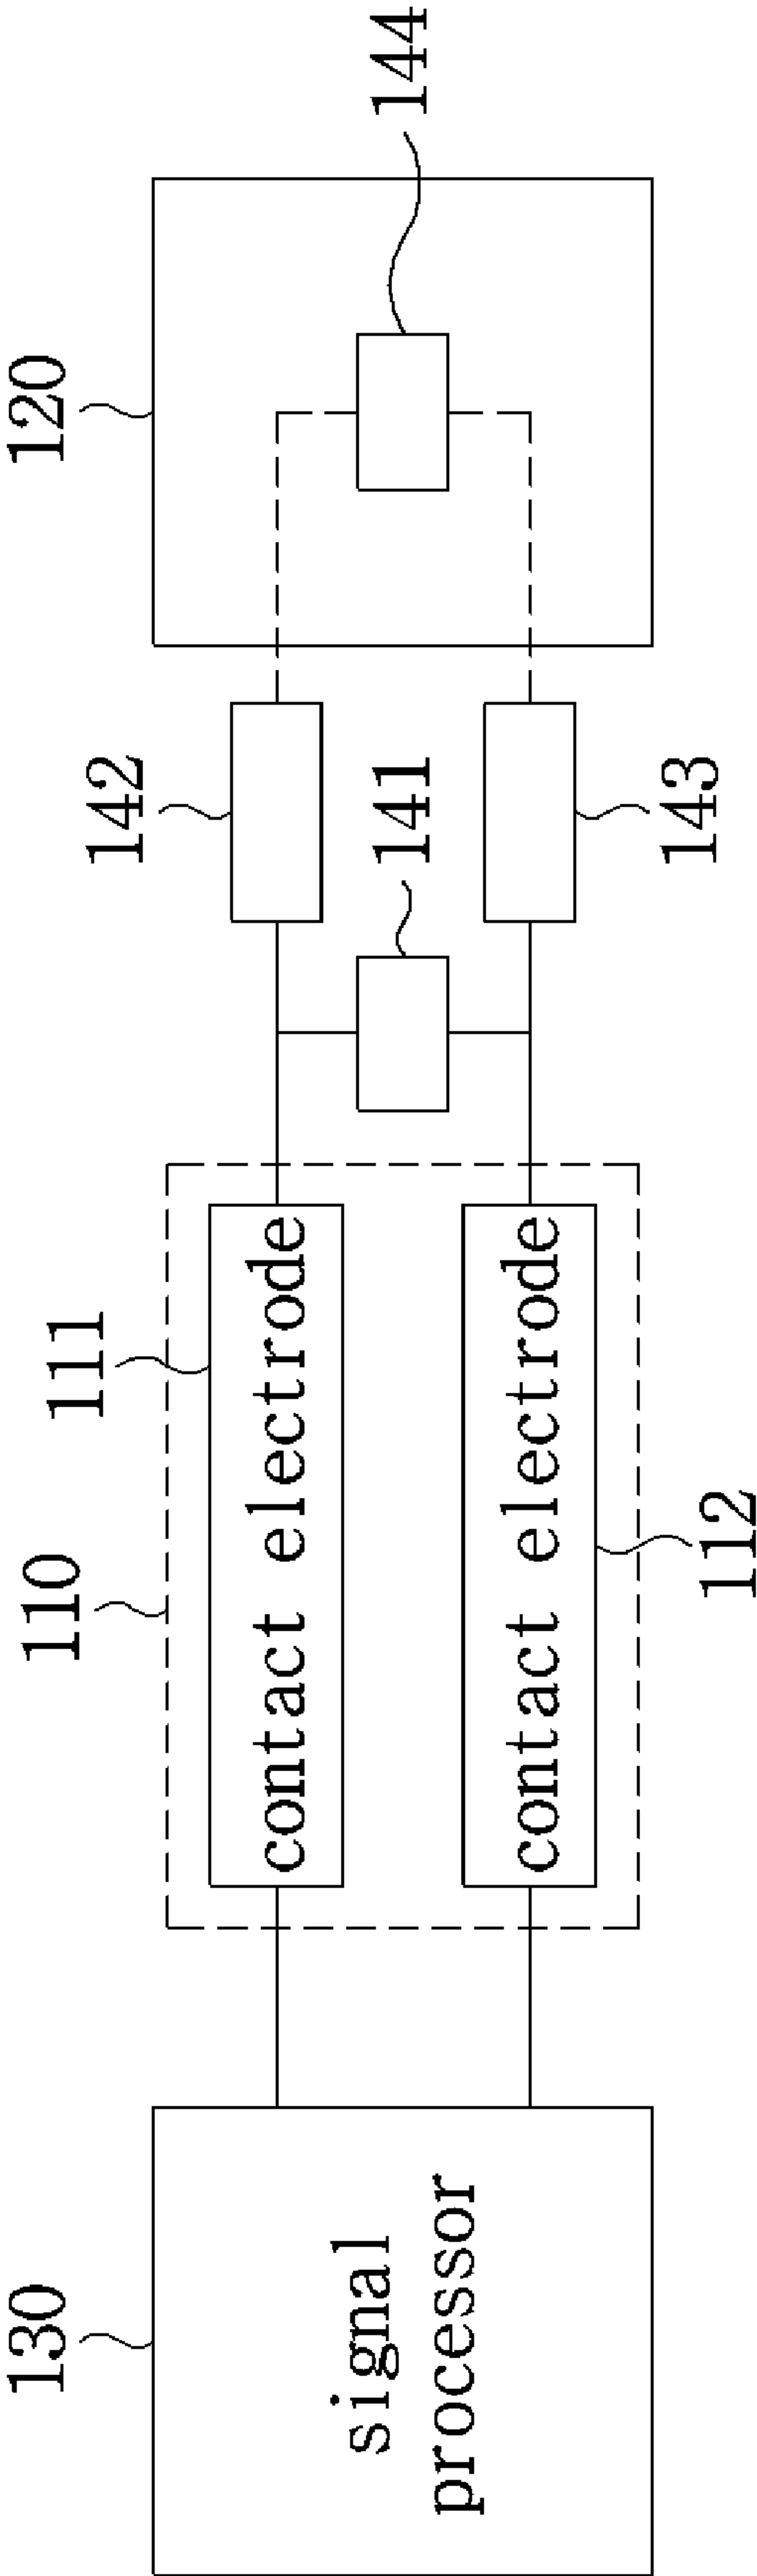 130
110
111
142
141
120
144
signal
processor
contact electrode
contact electrode
112
143